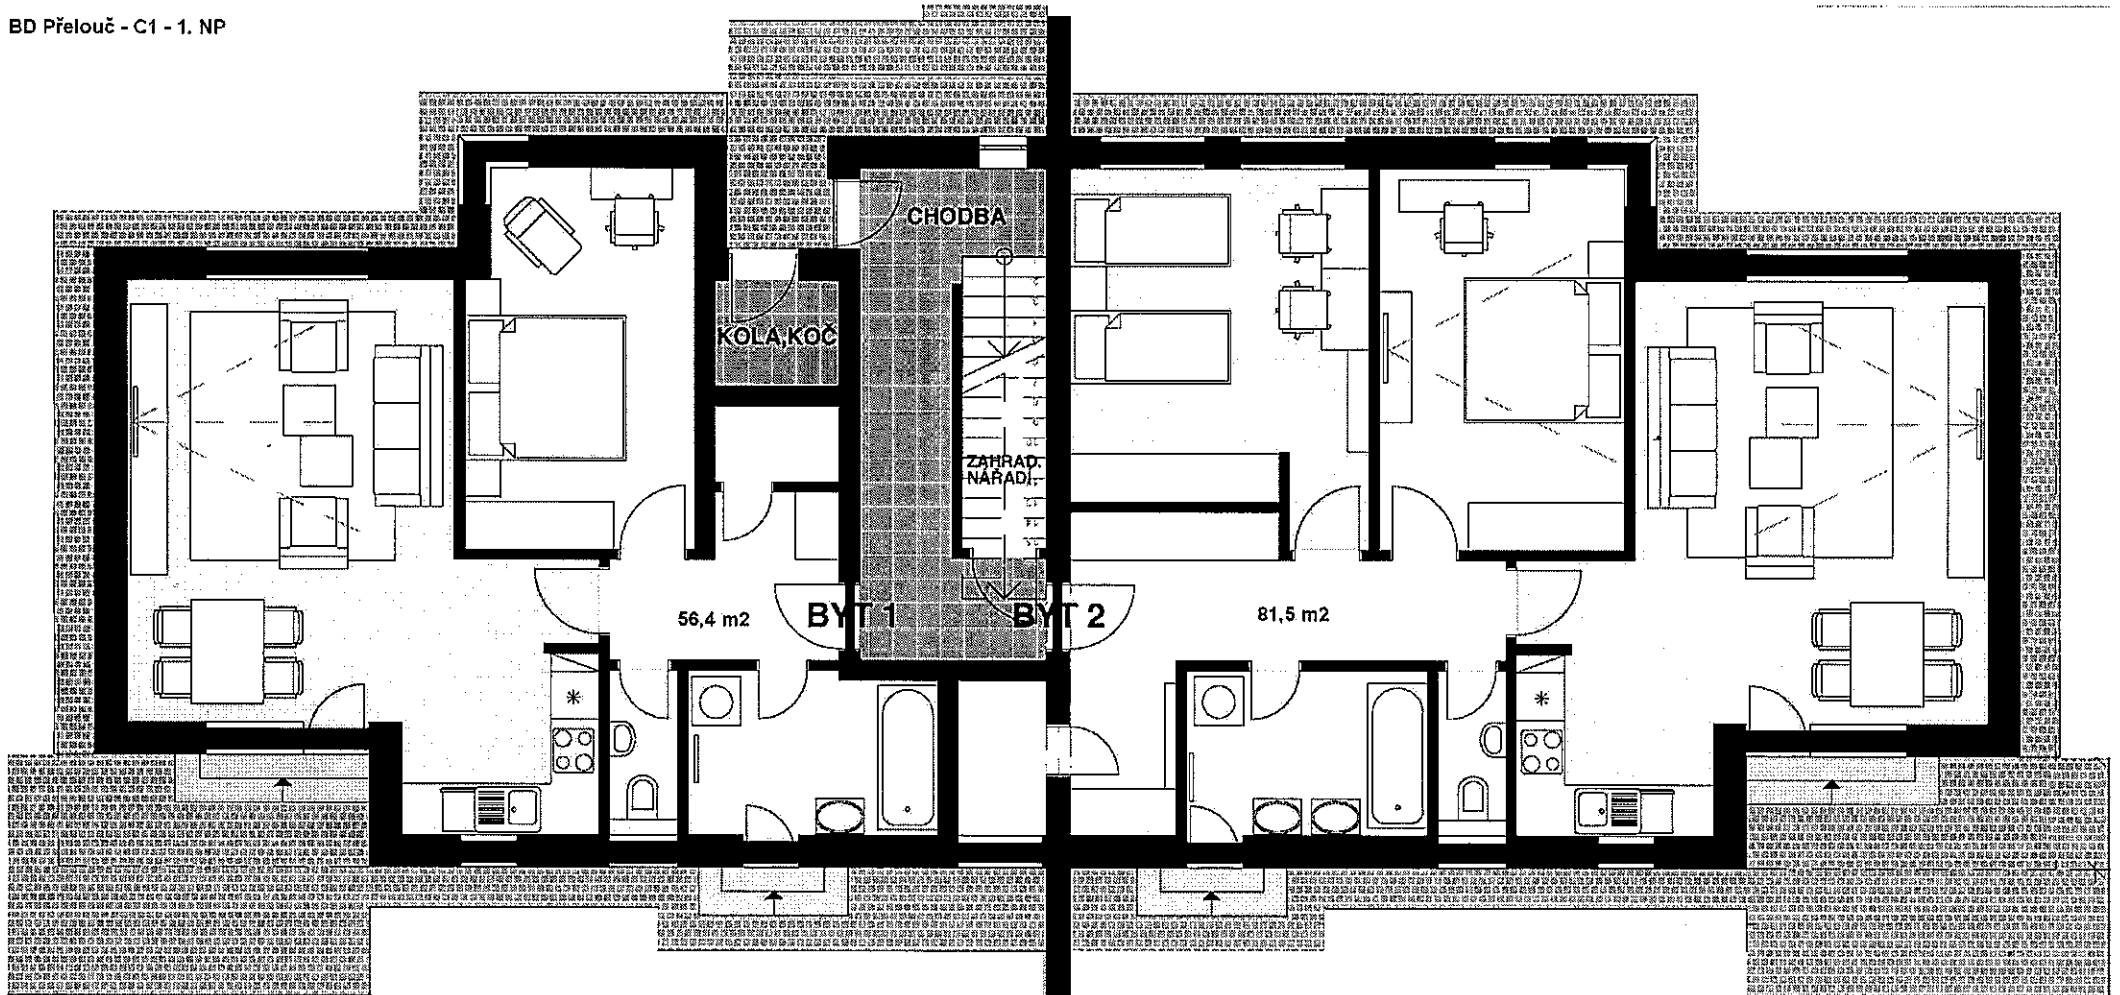 BD Přelouč - C1 - 1. NP
CHODBA
KOLA,KOČ
ZAHRAD.
NÁŘADÍ.
56,4 m2
BYT 1
BYT 2
81,5 m2